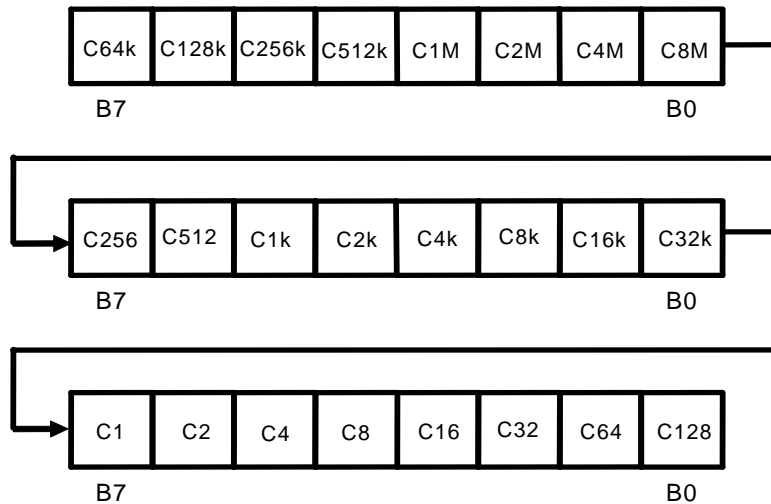 C64k C128k C256k C512k C1M C2M C4M C8M
B7 B0
C256 C512 C1k C2k C4k C8k C16k C32k
B7 B0
C1 C2 C4 C8 C16 C32 C64 C128
B7 B0